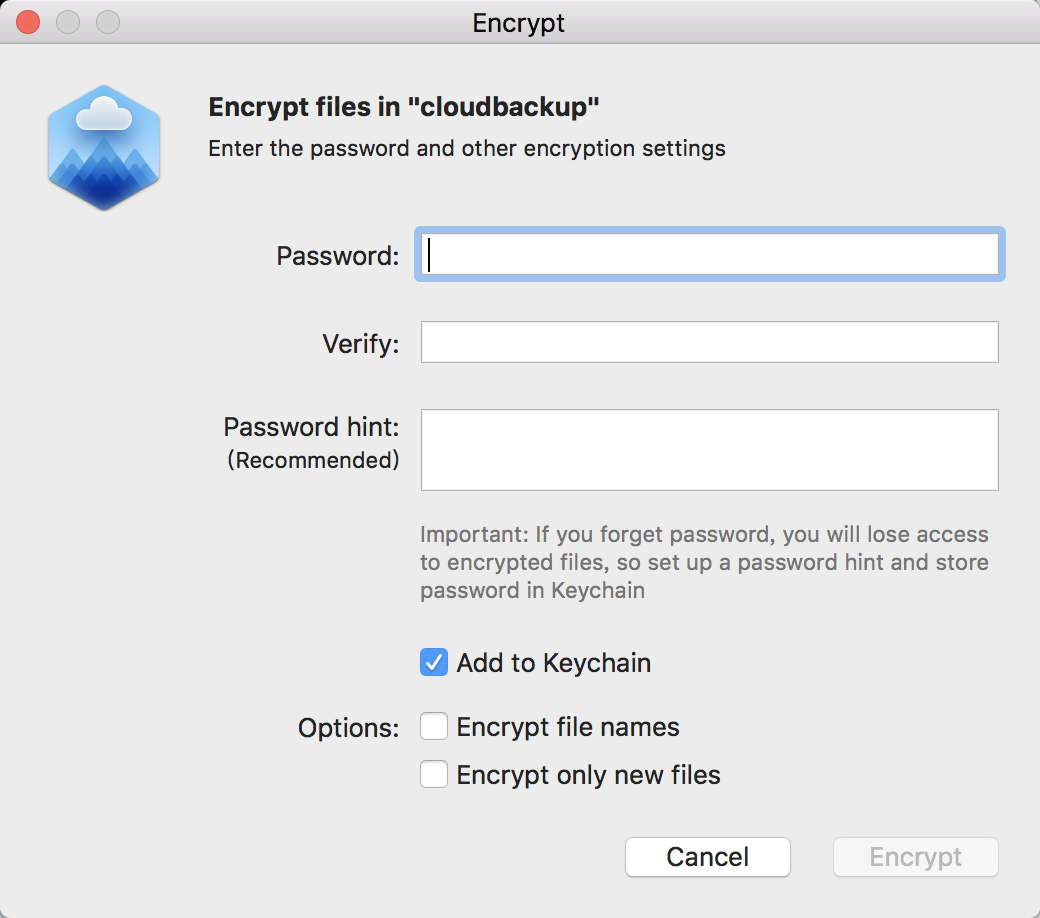 Encrypt
Encrypt files in "cloudbackup"
Enter the password and other encryption settings
Password:
Verify:
Password hint:
(Recommended)
Important: If you forget password, you will lose access
to encrypted files, so set up a password hint and store
password in Keychain
Add to Keychain
Options:
Encrypt file names
Encrypt only new files
Cancel
Encrypt